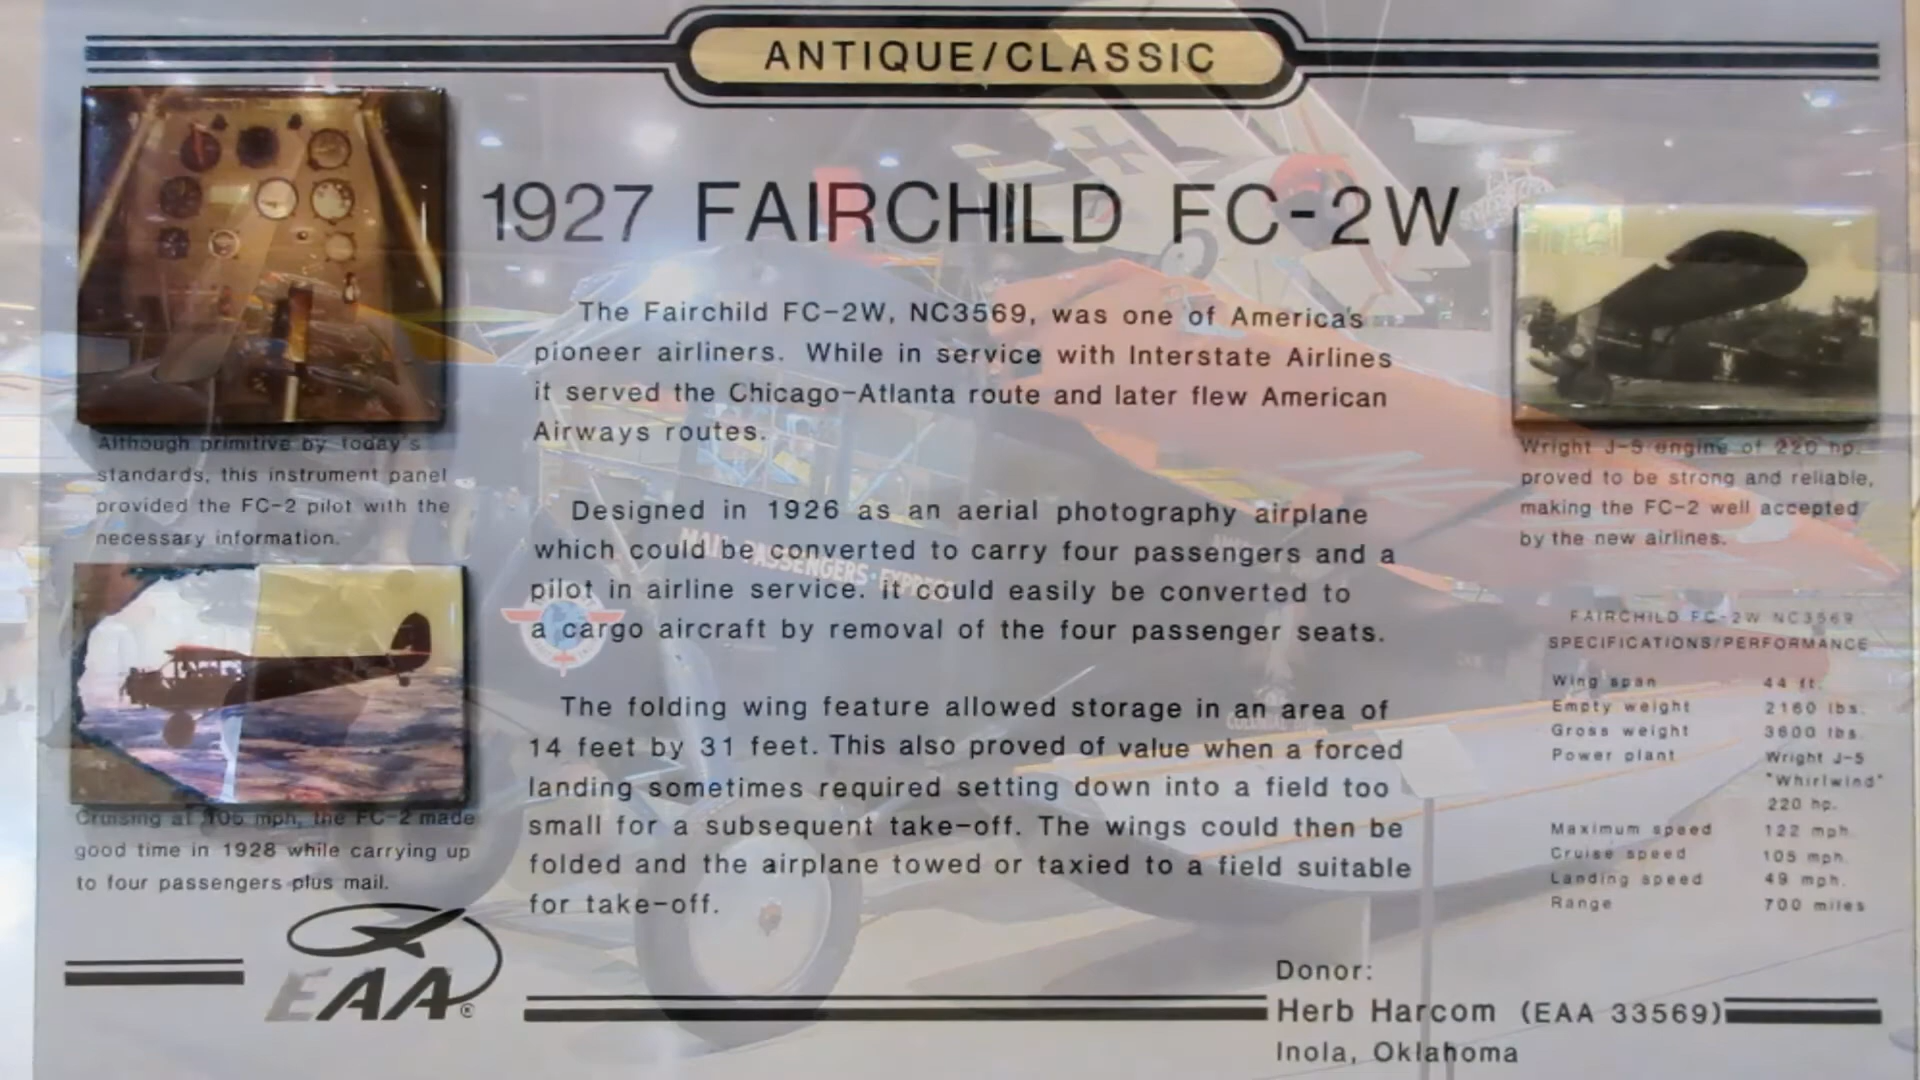 ANTIQUE/CLASSIC
1927 FAIRCHILD FC-2W
The Fairchild FC-2W, NC3569, was one of America's
pioneer airliners. While in service with Interstate Airlines
it served the Chicago-Atlanta route and later flew American
Airways routes.
Designed in 1926 as an aerial photography airplane
which could be converted to carry four passengers and a
pilot in airline service. it could easily be converted to
a cargo aircraft by removal of the four passenger seats.
The folding wing feature allowed storage in an area of
14 feet by 31 feet. This also proved of value when a forced
landing sometimes required setting down into a field too
small for a subsequent take-off. The wings could then be
folded and the airplane towed or taxied to a field suitable
for take-off.
Although primitive by today's
standards, this instrument panel
provided the FC-2 pilot with the
necessary information.
Cruising at 105 mph, the FC-2 made
good time in 1928 while carrying up
to four passengers plus mail.
Wright J-5 engine of 220 hp.
proved to be strong and reliable,
making the FC-2 well accepted
by the new airlines.
FAIRCHILD FC-2W NC3569
SPECIFICATIONS/PERFORMANCE
Wing span 44 ft.
Empty weight 2160 lbs.
Gross weight 3600 lbs.
Power plant Wright J-5
"Whirlwind"
220 hp.
Maximum speed 122 mph.
Cruise speed 105 mph.
Landing speed 49 mph.
Range 700 miles
MAIL-PASSENGERS-EXPRESS
EAA®
Donor:
Herb Harcom (EAA 33569)
Inola, Oklahoma